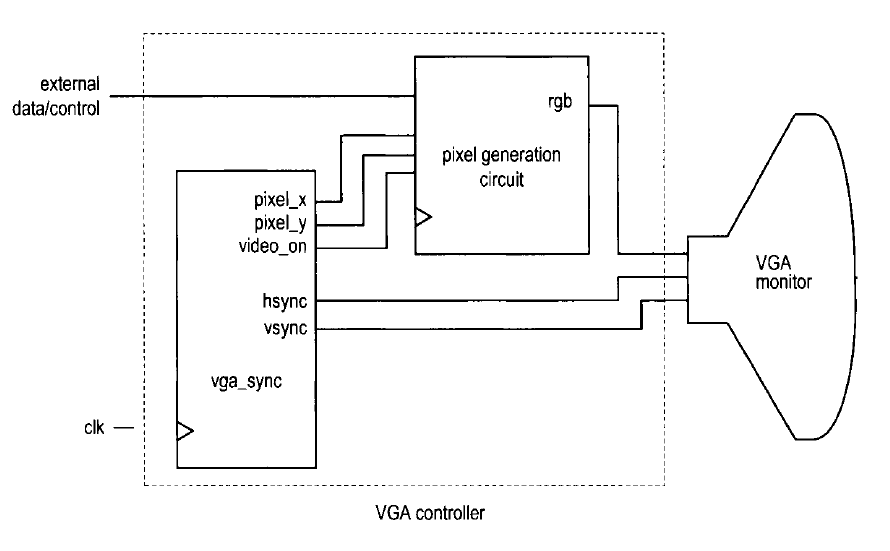 external
data/control
rgb
pixel generation
circuit
pixel_x
pixel_y
video_on
hsync
vsync
vga_sync
clk
VGA
monitor
VGA controller